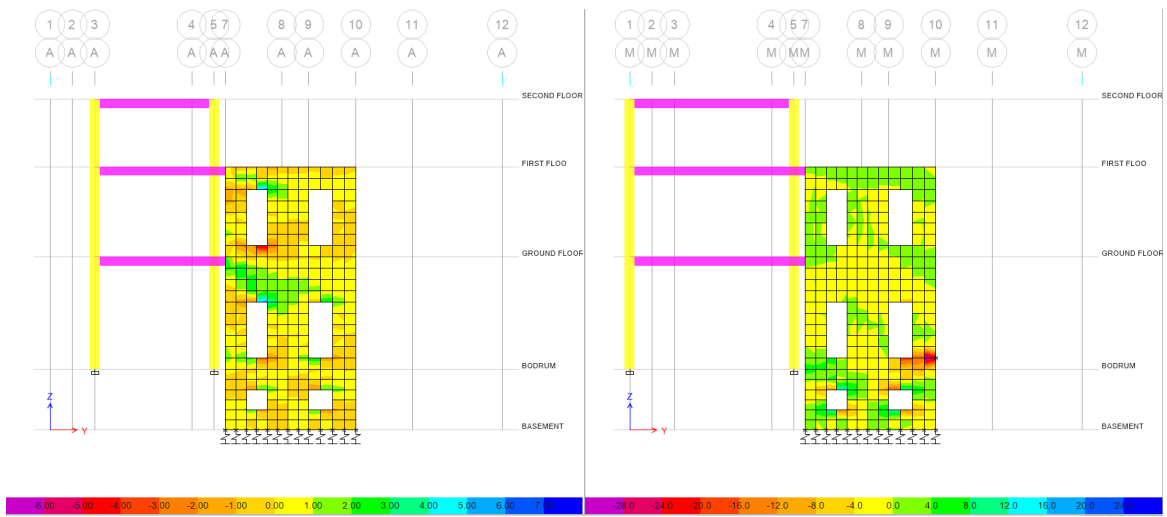 1 2 3 4 5 7 8 9 10 11 12
A A A A A A A A A A A
SECOND FLOOR
FIRST FLOO
GROUND FLOOR
BODRUM
BASEMENT
Z
Y
-6.00 -5.00 -4.00 -3.00 -2.00 -1.00 0.00 1.00 2.00 3.00 4.00 5.00 6.00 7.00
1 2 3 4 5 7 8 9 10 11 12
M M M M M M M M M M M
SECOND FLOOR
FIRST FLOO
GROUND FLOOR
BODRUM
BASEMENT
Z
Y
-28.0 -24.0 -20.0 -16.0 -12.0 -8.0 -4.0 0.0 4.0 8.0 12.0 16.0 20.0 24.0